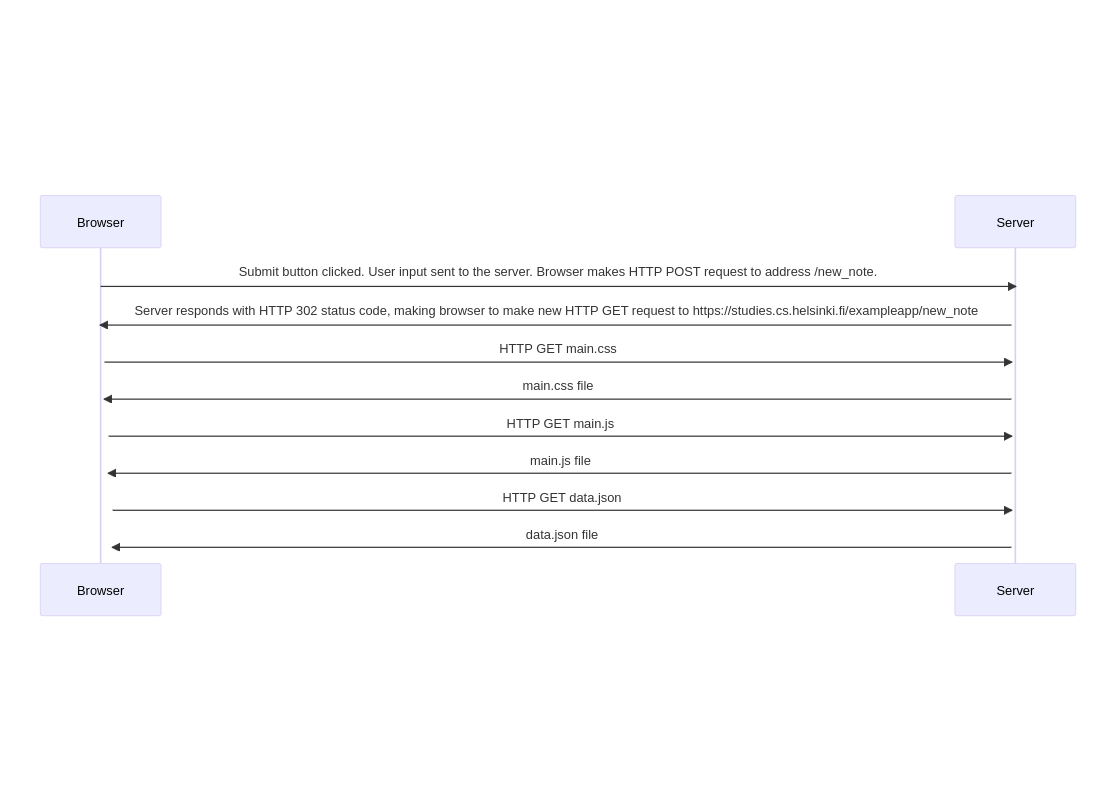 Browser
Server
Submit button clicked. User input sent to the server. Browser makes HTTP POST request to address /new_note.
Server responds with HTTP 302 status code, making browser to make new HTTP GET request to https://studies.cs.helsinki.fi/exampleapp/new_note
HTTP GET main.css
main.css file
HTTP GET main.js
main.js file
HTTP GET data.json
data.json file
Browser
Server